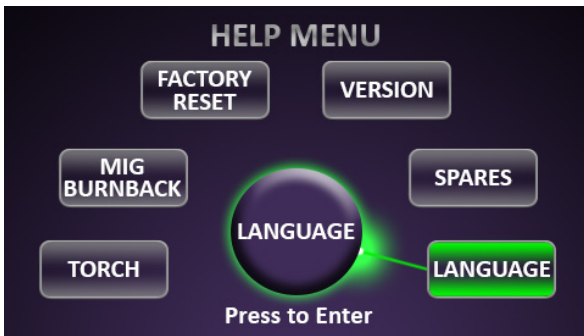 HELP MENU
FACTORY
RESET
VERSION
MIG
BURNBACK
SPARES
LANGUAGE
TORCH
LANGUAGE
Press to Enter